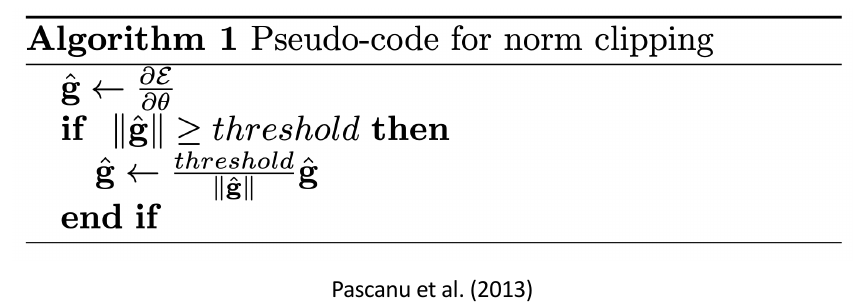 Algorithm 1 Pseudo-code for norm clipping
ĝ ← ∂ℰ/∂θ
if ‖ĝ‖ ≥ threshold then
ĝ ← threshold/‖ĝ‖ ĝ
end if
Pascanu et al. (2013)